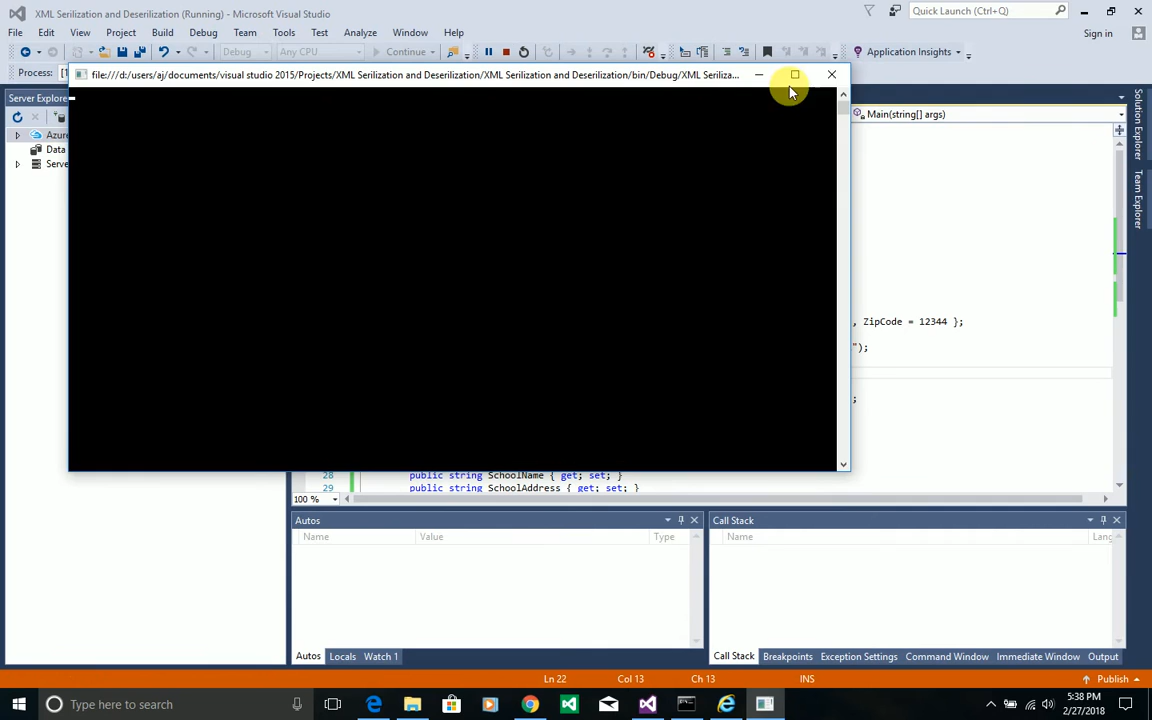 XML Serilization and Deserilization (Running) - Microsoft Visual Studio
Quick Launch (Ctrl+Q)
File Edit View Project Build Debug Team Tools Test Analyze Window Help
Sign in
Debug Any CPU Continue Application Insights
Process: [1
file:///d:/users/aj/documents/visual studio 2015/Projects/XML Serilization and Deserilization/XML Serilization and Deserilization/bin/Debug/XML Seriliza...
Server Explore
Main(string[] args)
Azure
Data
Serve
Solution Explorer
Team Explorer
, ZipCode = 12344 };
");
;
28 public string SchoolName { get; set; }
29 public string SchoolAddress { get; set; }
100 %
Autos
Name Value Type
Call Stack
Name Lang
Autos Locals Watch 1
Call Stack Breakpoints Exception Settings Command Window Immediate Window Output
Ln 22 Col 13 Ch 13 INS Publish
Type here to search
5:38 PM
2/27/2018